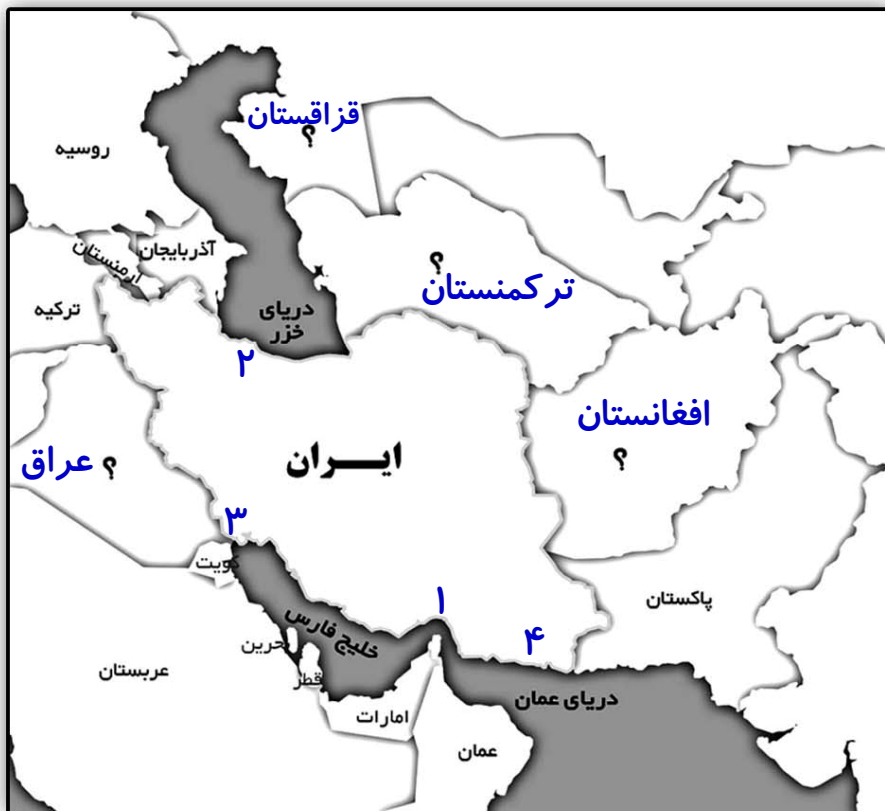 قزاقستان
؟
روسیه
آذربایجان
ارمنستان
ترکیه
؟
ترکمنستان
دریای
خزر
۲
افغانستان
؟
ایـــران
عراق ؟
۳
کویت
خلیج فارس
۱
۴
پاکستان
بحرین
قطر
عربستان
امارات
دریای عمان
عمان